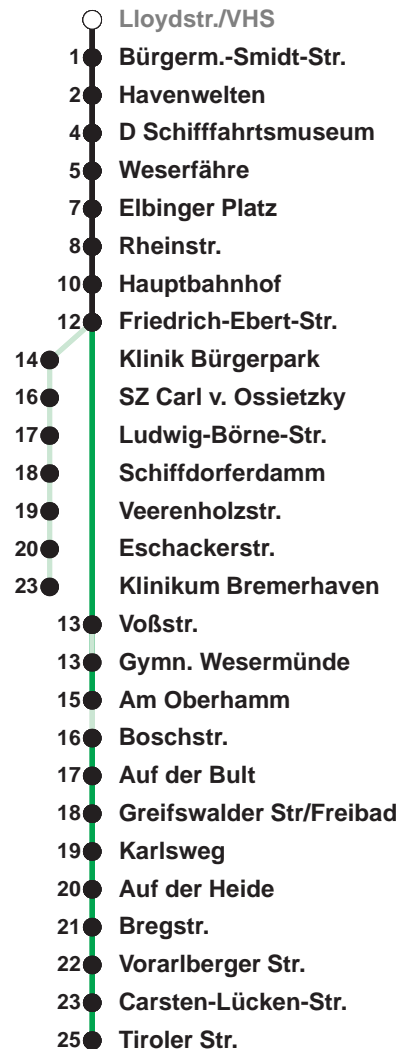 Lloydstr./VHS
1 Bürgerm.-Smidt-Str.
2 Havenwelten
4 D Schifffahrtsmuseum
5 Weserfähre
7 Elbinger Platz
8 Rheinstr.
10 Hauptbahnhof
12 Friedrich-Ebert-Str.
14 Klinik Bürgerpark
16 SZ Carl v. Ossietzky
17 Ludwig-Börne-Str.
18 Schiffdorferdamm
19 Veerenholzstr.
20 Eschackerstr.
23 Klinikum Bremerhaven
13 Voßstr.
13 Gymn. Wesermünde
15 Am Oberhamm
16 Boschstr.
17 Auf der Bult
18 Greifswalder Str/Freibad
19 Karlsweg
20 Auf der Heide
21 Bregstr.
22 Vorarlberger Str.
23 Carsten-Lücken-Str.
25 Tiroler Str.